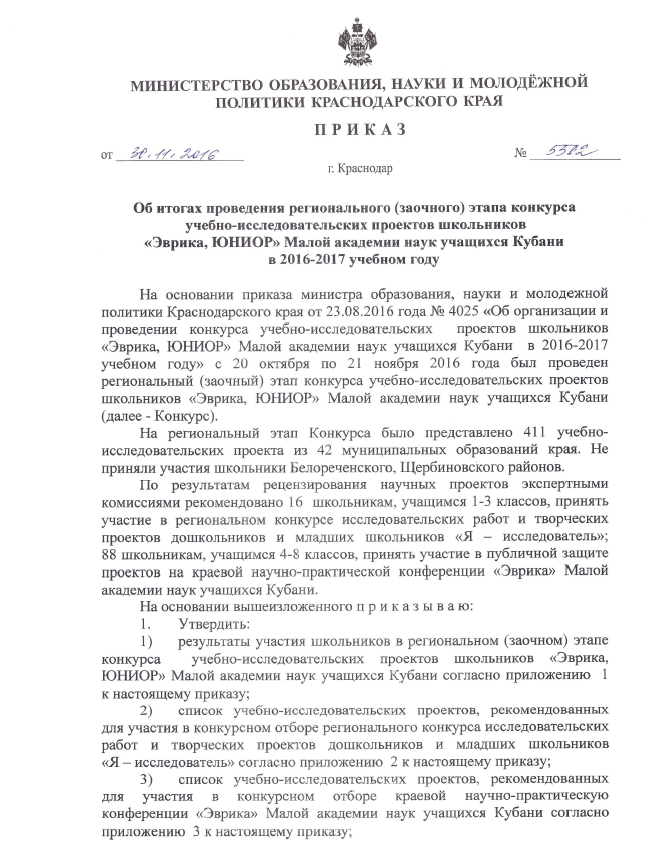 МИНИСТЕРСТВО ОБРАЗОВАНИЯ, НАУКИ И МОЛОДЁЖНОЙ
ПОЛИТИКИ КРАСНОДАРСКОГО КРАЯ
П Р И К А З
от 30.11.2016 № 5302
г. Краснодар
Об итогах проведения регионального (заочного) этапа конкурса
учебно-исследовательских проектов школьников
«Эврика, ЮНИОР» Малой академии наук учащихся Кубани
в 2016-2017 учебном году
На основании приказа министра образования, науки и молодежной
политики Краснодарского края от 23.08.2016 года № 4025 «Об организации и
проведении конкурса учебно-исследовательских проектов школьников
«Эврика, ЮНИОР» Малой академии наук учащихся Кубани в 2016-2017
учебном году» с 20 октября по 21 ноября 2016 года был проведен
региональный (заочный) этап конкурса учебно-исследовательских проектов
школьников «Эврика, ЮНИОР» Малой академии наук учащихся Кубани
(далее - Конкурс).
На региональный этап Конкурса было представлено 411 учебно-
исследовательских проекта из 42 муниципальных образований края. Не
приняли участия школьники Белореченского, Щербиновского районов.
По результатам рецензирования научных проектов экспертными
комиссиями рекомендовано 16 школьникам, учащимся 1-3 классов, принять
участие в региональном конкурсе исследовательских работ и творческих
проектов дошкольников и младших школьников «Я – исследователь»;
88 школьникам, учащимся 4-8 классов, принять участие в публичной защите
проектов на краевой научно-практической конференции «Эврика» Малой
академии наук учащихся Кубани.
На основании вышеизложенного п р и к а з ы в а ю:
1. Утвердить:
1) результаты участия школьников в региональном (заочном) этапе
конкурса учебно-исследовательских проектов школьников «Эврика,
ЮНИОР» Малой академии наук учащихся Кубани согласно приложению 1
к настоящему приказу;
2) список учебно-исследовательских проектов, рекомендованных
для участия в конкурсном отборе регионального конкурса исследовательских
работ и творческих проектов дошкольников и младших школьников
«Я – исследователь» согласно приложению 2 к настоящему приказу;
3) список учебно-исследовательских проектов, рекомендованных
для участия в конкурсном отборе краевой научно-практическую
конференции «Эврика» Малой академии наук учащихся Кубани согласно
приложению 3 к настоящему приказу;